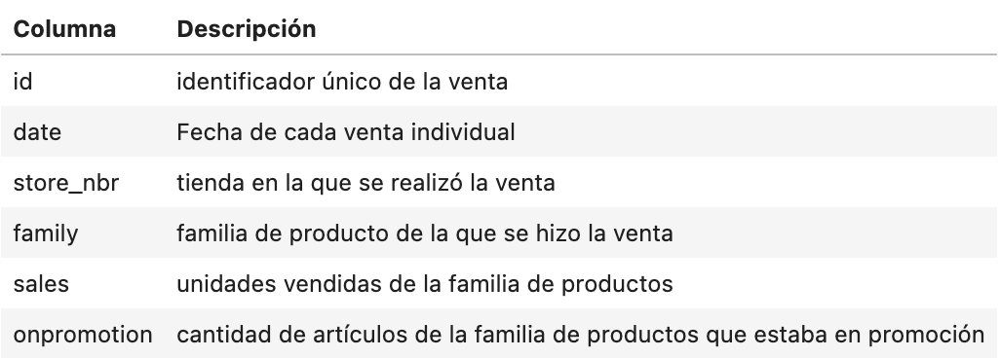 Columna Descripción
id identificador único de la venta
date Fecha de cada venta individual
store_nbr tienda en la que se realizó la venta
family familia de producto de la que se hizo la venta
sales unidades vendidas de la familia de productos
onpromotion cantidad de artículos de la familia de productos que estaba en promoción